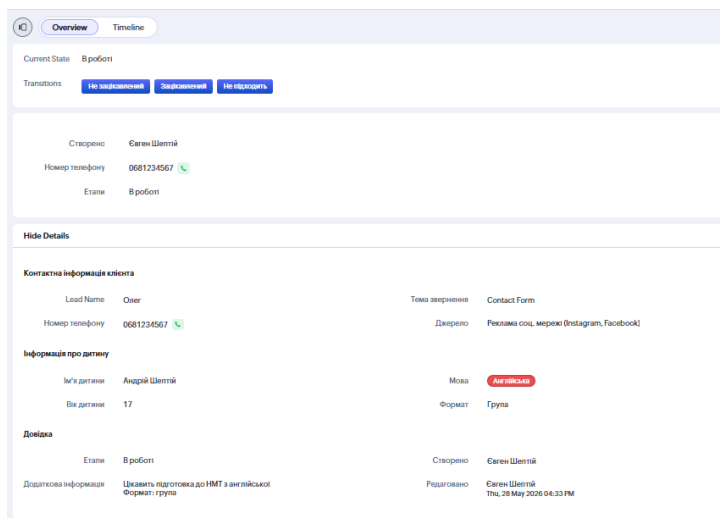 Overview Timeline
Current State В роботі
Transitions Не зацікавлений Зацікавлений Не підходить
Створено Євген Шептій
Номер телефону 0681234567
Етапи В роботі
Hide Details
Контактна інформація клієнта
Lead Name Олег Тема звернення Contact Form
Номер телефону 0681234567 Джерело Реклама соц. мережі (Instagram, Facebook)
Інформація про дитину
Ім'я дитини Андрій Шептій Мова Англійська
Вік дитини 17 Формат Група
Довідка
Етапи В роботі Створено Євген Шептій
Додаткова інформація Цікавить підготовка до НМТ з англійської Редаговано Євген Шептій
Формат: група Thu, 28 May 2026 04:33 PM